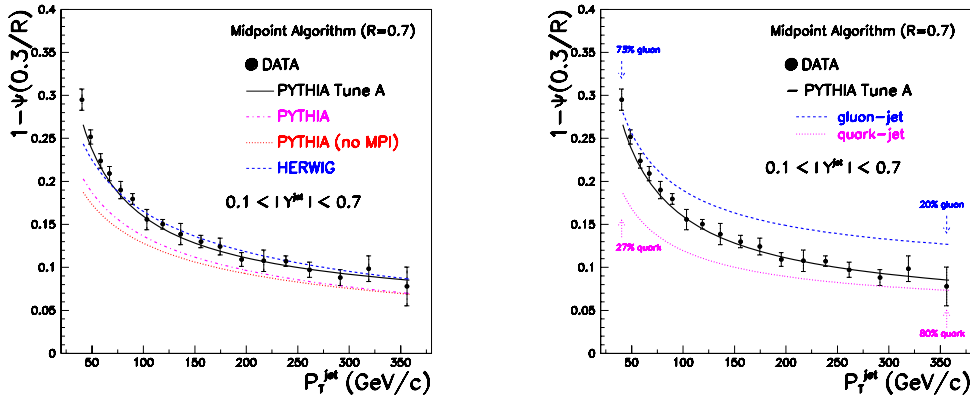 1-ψ(0.3/R)
0.4
0.35
0.3
0.25
0.2
0.15
0.1
0.05
0
Midpoint Algorithm (R=0.7)
DATA
PYTHIA Tune A
PYTHIA
PYTHIA (no MPI)
HERWIG
0.1 < | Y^jet | < 0.7
50 100 150 200 250 300 350
P_T^jet (GeV/c)
1-ψ(0.3/R)
0.4
0.35
0.3
0.25
0.2
0.15
0.1
0.05
0
Midpoint Algorithm (R=0.7)
73% gluon
DATA
PYTHIA Tune A
gluon-jet
quark-jet
0.1 < | Y^jet | < 0.7
20% gluon
27% quark
80% quark
50 100 150 200 250 300 350
P_T^jet (GeV/c)